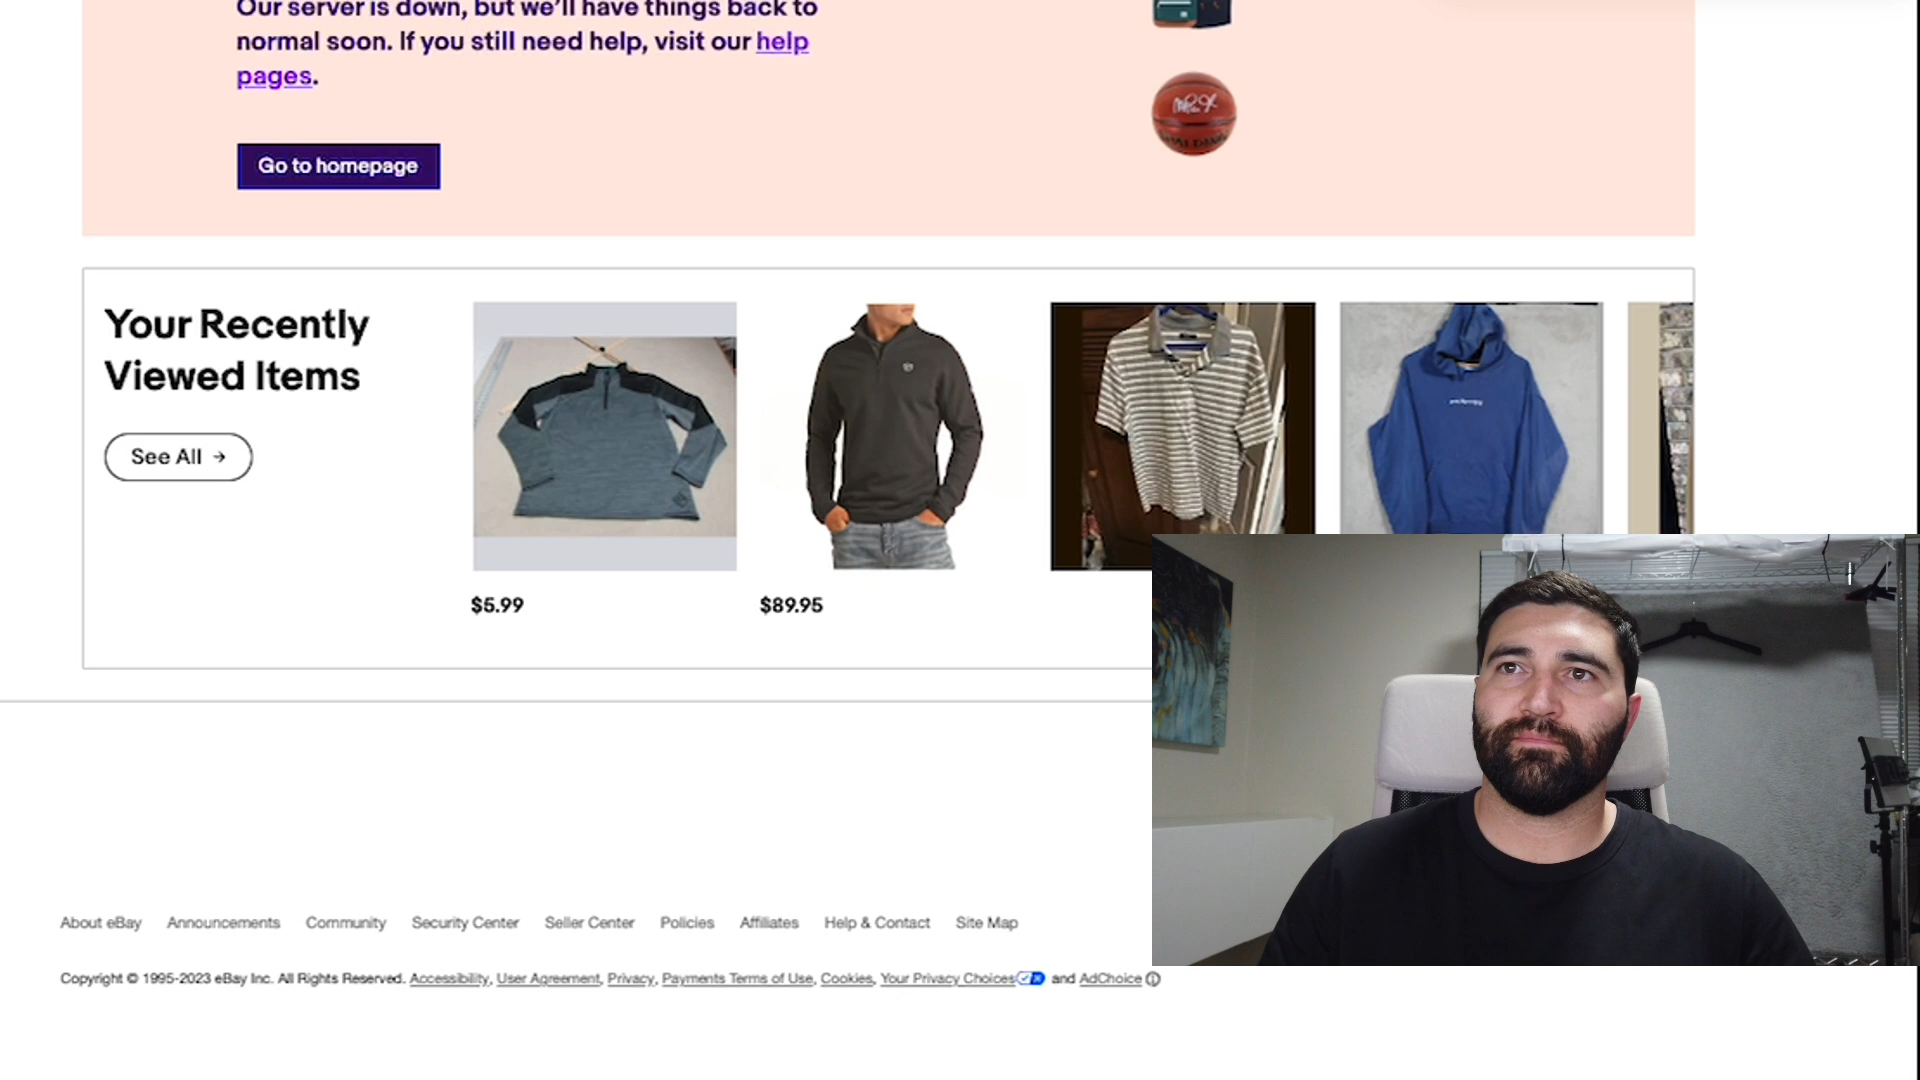 Our server is down, but we'll have things back to
normal soon. If you still need help, visit our help
pages.
Go to homepage
SPALDING
Your Recently
Viewed Items
See All →
$5.99
$89.95
About eBay Announcements Community Security Center Seller Center Policies Affiliates Help & Contact Site Map
Copyright © 1995-2023 eBay Inc. All Rights Reserved. Accessibility, User Agreement, Privacy, Payments Terms of Use, Cookies, Your Privacy Choices and AdChoice